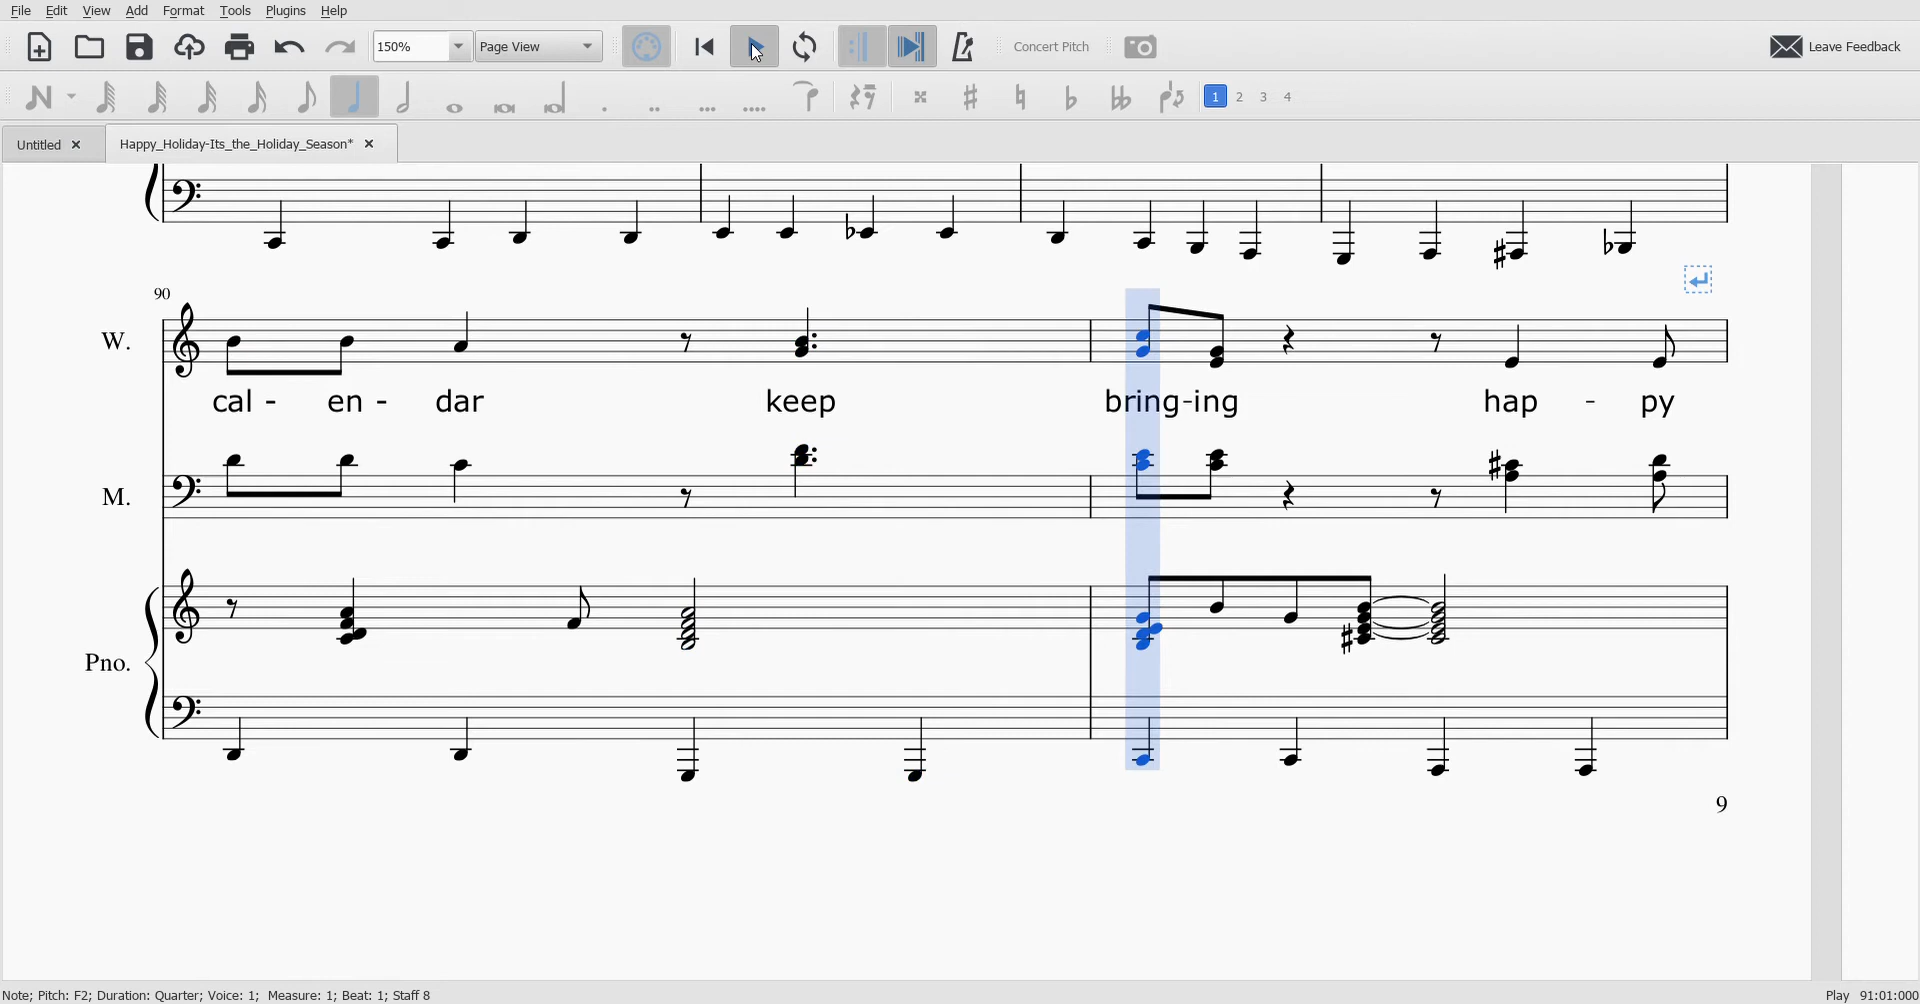 File Edit View Add Format Tools Plugins Help
150% Page View Concert Pitch Leave Feedback
1 2 3 4
Untitled Happy_Holiday-Its_the_Holiday_Season*
90
W.
cal - en - dar keep bring-ing hap - py
M.
Pno.
9
Note; Pitch: F2; Duration: Quarter; Voice: 1; Measure: 1; Beat: 1; Staff 8 Play 91:01:000